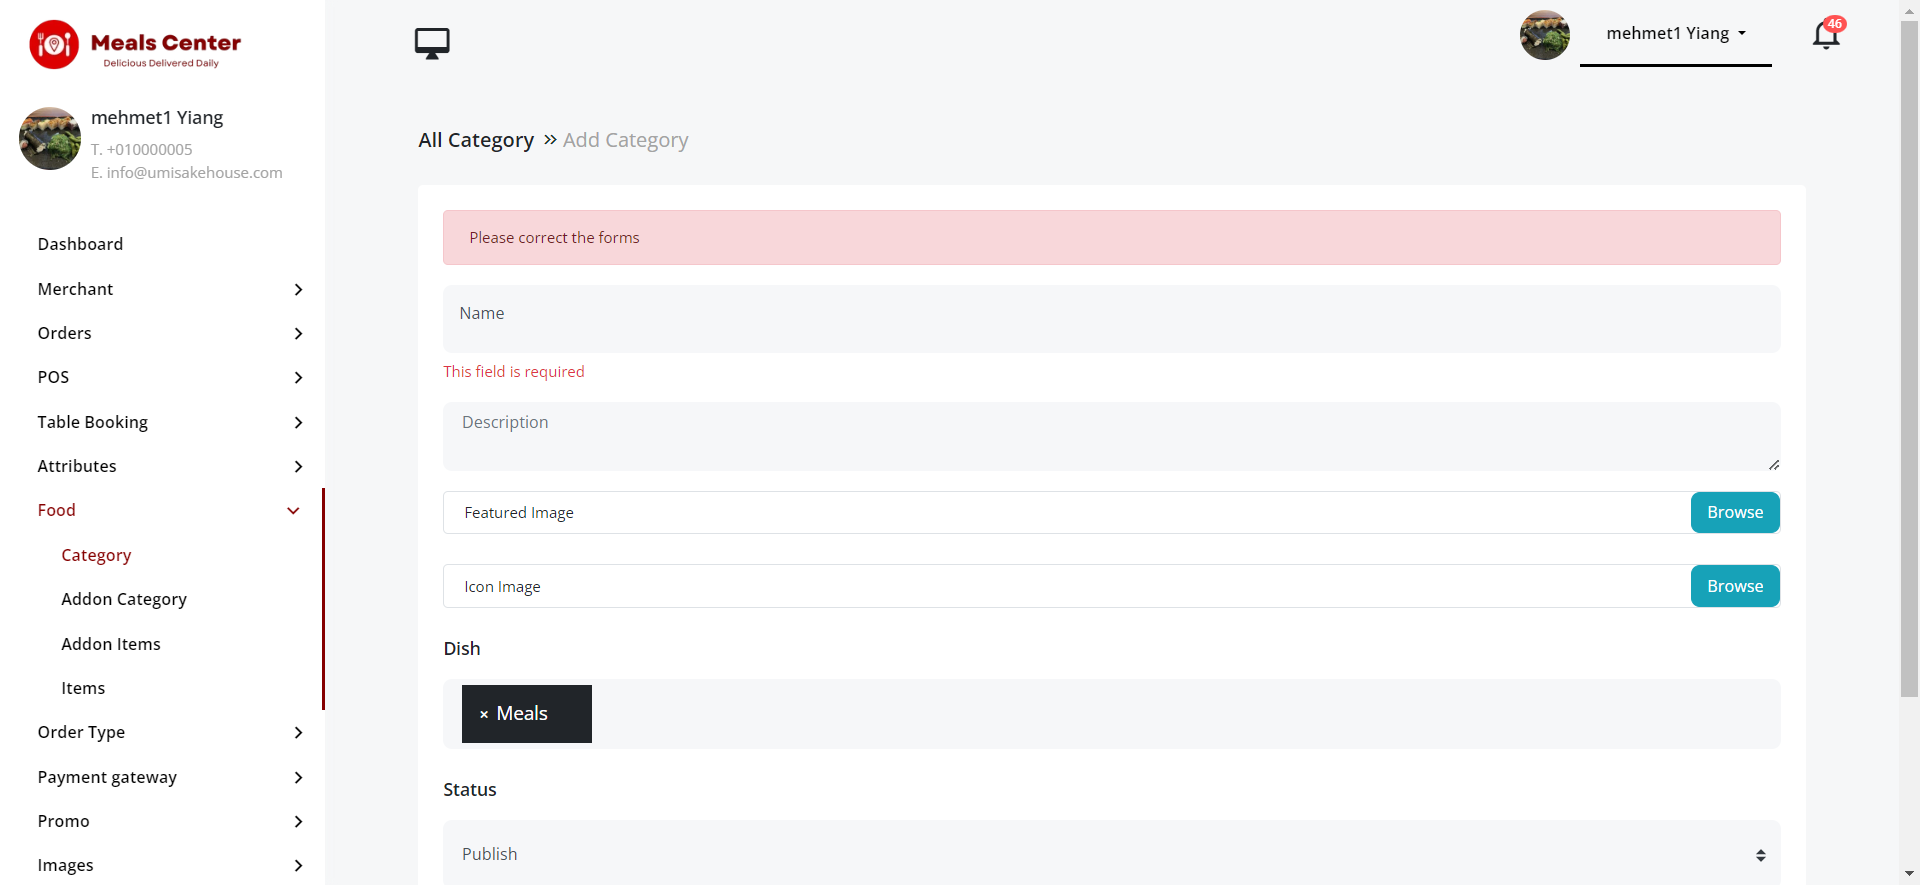 Meals Center
Delicious Delivered Daily
mehmet1 Yiang
T. +010000005
E. info@umisakehouse.com
Dashboard
Merchant
Orders
POS
Table Booking
Attributes
Food
Category
Addon Category
Addon Items
Items
Order Type
Payment gateway
Promo
Images
mehmet1 Yiang
46
All Category » Add Category
Please correct the forms
Name
This field is required
Description
Featured Image
Browse
Icon Image
Browse
Dish
× Meals
Status
Publish